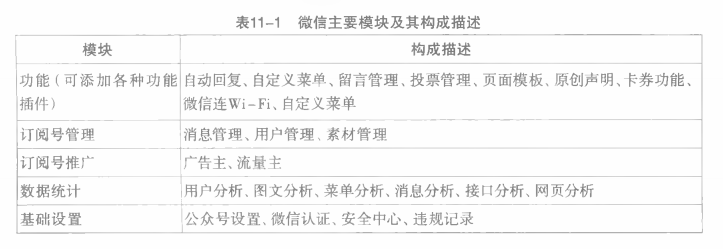 表11-1 微信主要模块及其构成描述
模块 构成描述
功能(可添加各种功能 自动回复、自定义菜单、留言管理、投票管理、页面模板、原创声明、卡券功能、
插件) 微信连Wi-Fi、自定义菜单
订阅号管理 消息管理、用户管理、素材管理
订阅号推广 广告主、流量主
数据统计 用户分析、图文分析、菜单分析、消息分析、接口分析、网页分析
基础设置 公众号设置、微信认证、安全中心、违规记录